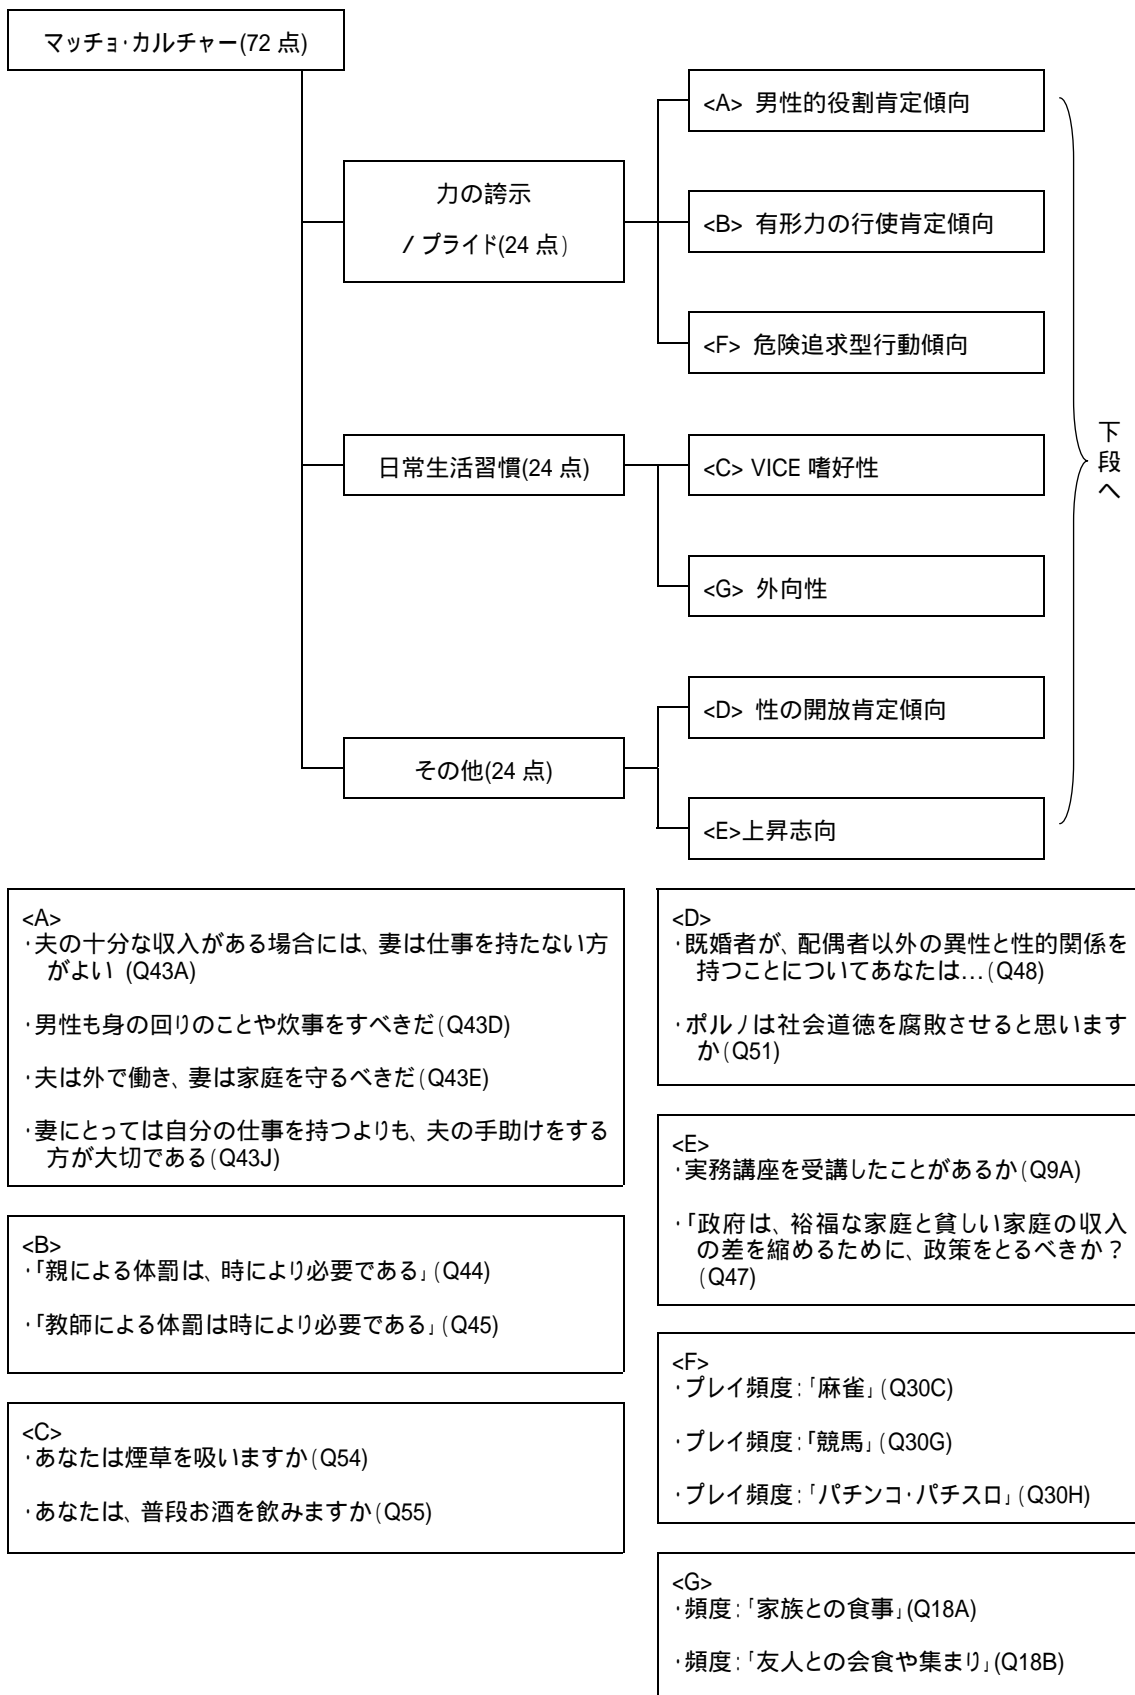 マッチョ・カルチャー(72 点)
<A> 男性的役割肯定傾向
力の誇示
/ プライド(24 点)
<B> 有形力の行使肯定傾向
<F> 危険追求型行動傾向
日常生活習慣(24 点)
<C> VICE 嗜好性
<G> 外向性
下段へ
<D> 性の開放肯定傾向
その他(24 点)
<E>上昇志向
<A>
・夫の十分な収入がある場合には、妻は仕事を持たない方
がよい (Q43A)
・男性も身の回りのことや炊事をすべきだ(Q43D)
・夫は外で働き、妻は家庭を守るべきだ(Q43E)
・妻にとっては自分の仕事を持つよりも、夫の手助けをする
方が大切である(Q43J)
<B>
・「親による体罰は、時により必要である」(Q44)
・「教師による体罰は時により必要である」(Q45)
<C>
・あなたは煙草を吸いますか(Q54)
・あなたは、普段お酒を飲みますか(Q55)
<D>
・既婚者が、配偶者以外の異性と性的関係を
持つことについてあなたは…(Q48)
・ポルノは社会道徳を腐敗させると思います
か(Q51)
<E>
・実務講座を受講したことがあるか(Q9A)
・「政府は、裕福な家庭と貧しい家庭の収入
の差を縮めるために、政策をとるべきか？
(Q47)
<F>
・プレイ頻度：「麻雀」(Q30C)
・プレイ頻度：「競馬」(Q30G)
・プレイ頻度：「パチンコ・パチスロ」(Q30H)
<G>
・頻度：「家族との食事」(Q18A)
・頻度：「友人との会食や集まり」(Q18B)